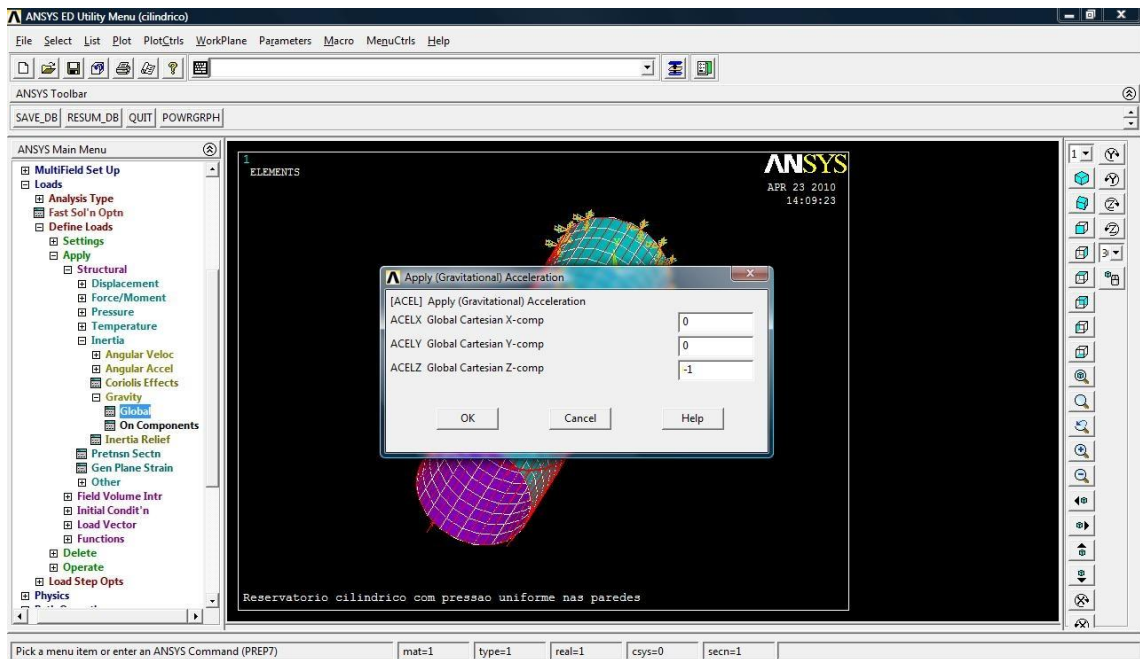 ANSYS ED Utility Menu (cilindrico)
File Select List Plot PlotCtrls WorkPlane Parameters Macro MenuCtrls Help
ANSYS Toolbar
SAVE_DB RESUM_DB QUIT POWRGRPH
ANSYS Main Menu
MultiField Set Up
Loads
Analysis Type
Fast Sol'n Optn
Define Loads
Settings
Apply
Structural
Displacement
Force/Moment
Pressure
Temperature
Inertia
Angular Veloc
Angular Accel
Coriolis Effects
Gravity
Global
On Components
Inertia Relief
Pretnsn Sectn
Gen Plane Strain
Other
Field Volume Intr
Initial Condit'n
Load Vector
Functions
Delete
Operate
Load Step Opts
Physics
1
ELEMENTS
ANSYS
APR 23 2010
14:09:23
Apply (Gravitational) Acceleration
[ACEL] Apply (Gravitational) Acceleration
ACELX Global Cartesian X-comp 0
ACELY Global Cartesian Y-comp 0
ACELZ Global Cartesian Z-comp -1
OK Cancel Help
Reservatorio cilindrico com pressao uniforme nas paredes
1
3
Pick a menu item or enter an ANSYS Command (PREP7) mat=1 type=1 real=1 csys=0 secn=1